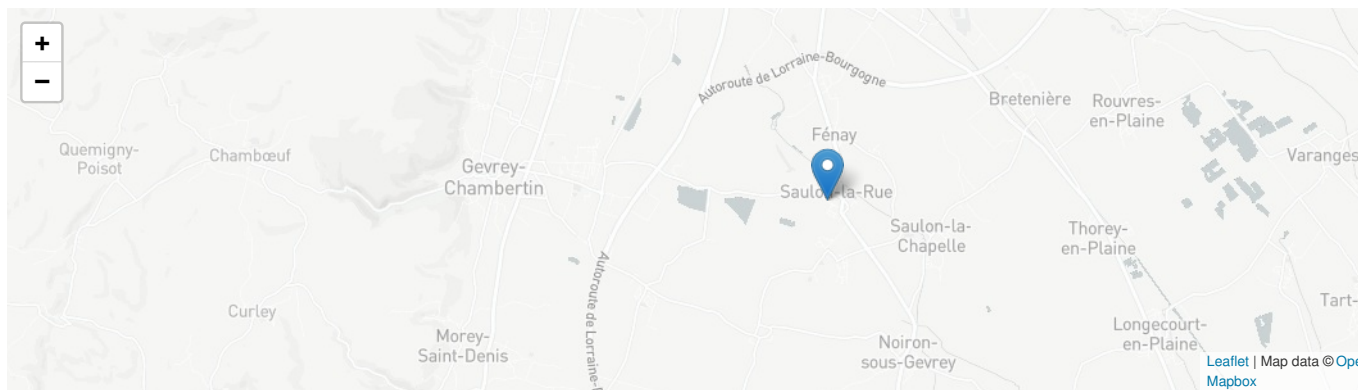 +
−
Autoroute de Lorraine-Bourgogne
Bretenière
Rouvres-
en-Plaine
Fénay
Quemigny-
Poisot
Chambœuf
Varanges
Gevrey-
Chambertin
Saulon-la-Rue
Saulon-la-
Chapelle
Thorey-
en-Plaine
Autoroute de Lorraine-
Curley
Tart-
Morey-
Saint-Denis
Longecourt-
en-Plaine
Noiron-
sous-Gevrey
Leaflet | Map data © Ope
Mapbox